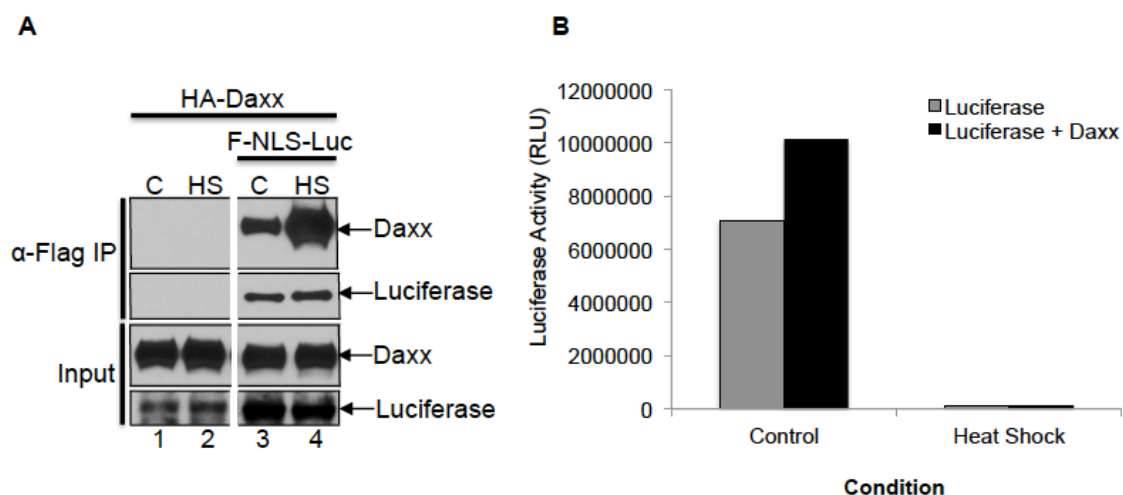 A
HA-Daxx
F-NLS-Luc
C HS C HS
α-Flag IP
Daxx
Luciferase
Input
Daxx
Luciferase
1 2 3 4
B
Luciferase Activity (RLU)
12000000
10000000
8000000
6000000
4000000
2000000
0
Luciferase
Luciferase + Daxx
Control
Heat Shock
Condition